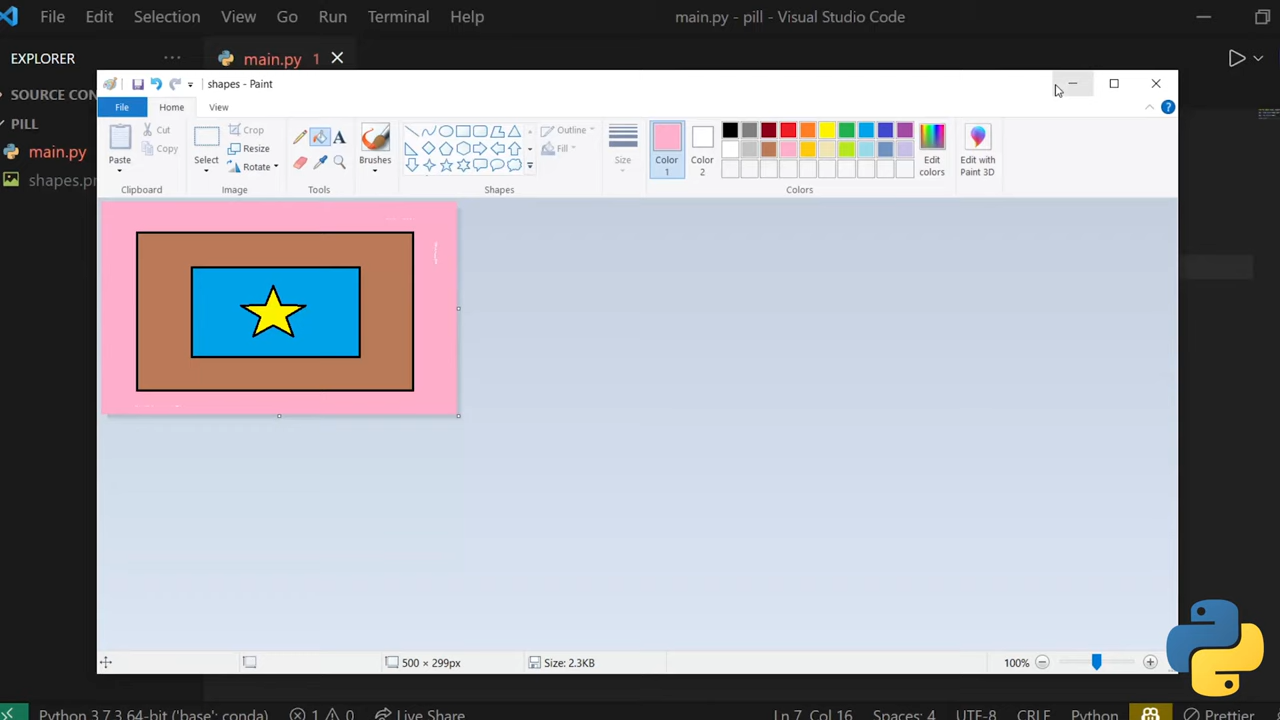 File Edit Selection View Go Run Terminal Help main.py - pill - Visual Studio Code
EXPLORER ··· main.py 1
SOURCE CON
PILL
main.py
shapes.pr
shapes - Paint
File Home View
Paste Cut Copy
Select Crop Resize Rotate
A
Brushes
Outline Fill
Size
Color 1
Color 2
Edit colors
Edit with Paint 3D
Clipboard Image Tools Shapes Colors
500 × 299px Size: 2.3KB 100%
Python 3.7.3 64-bit ('base': conda) 1 0 Live Share Ln 7, Col 16 Spaces: 4 UTF-8 CRLF Python Prettier